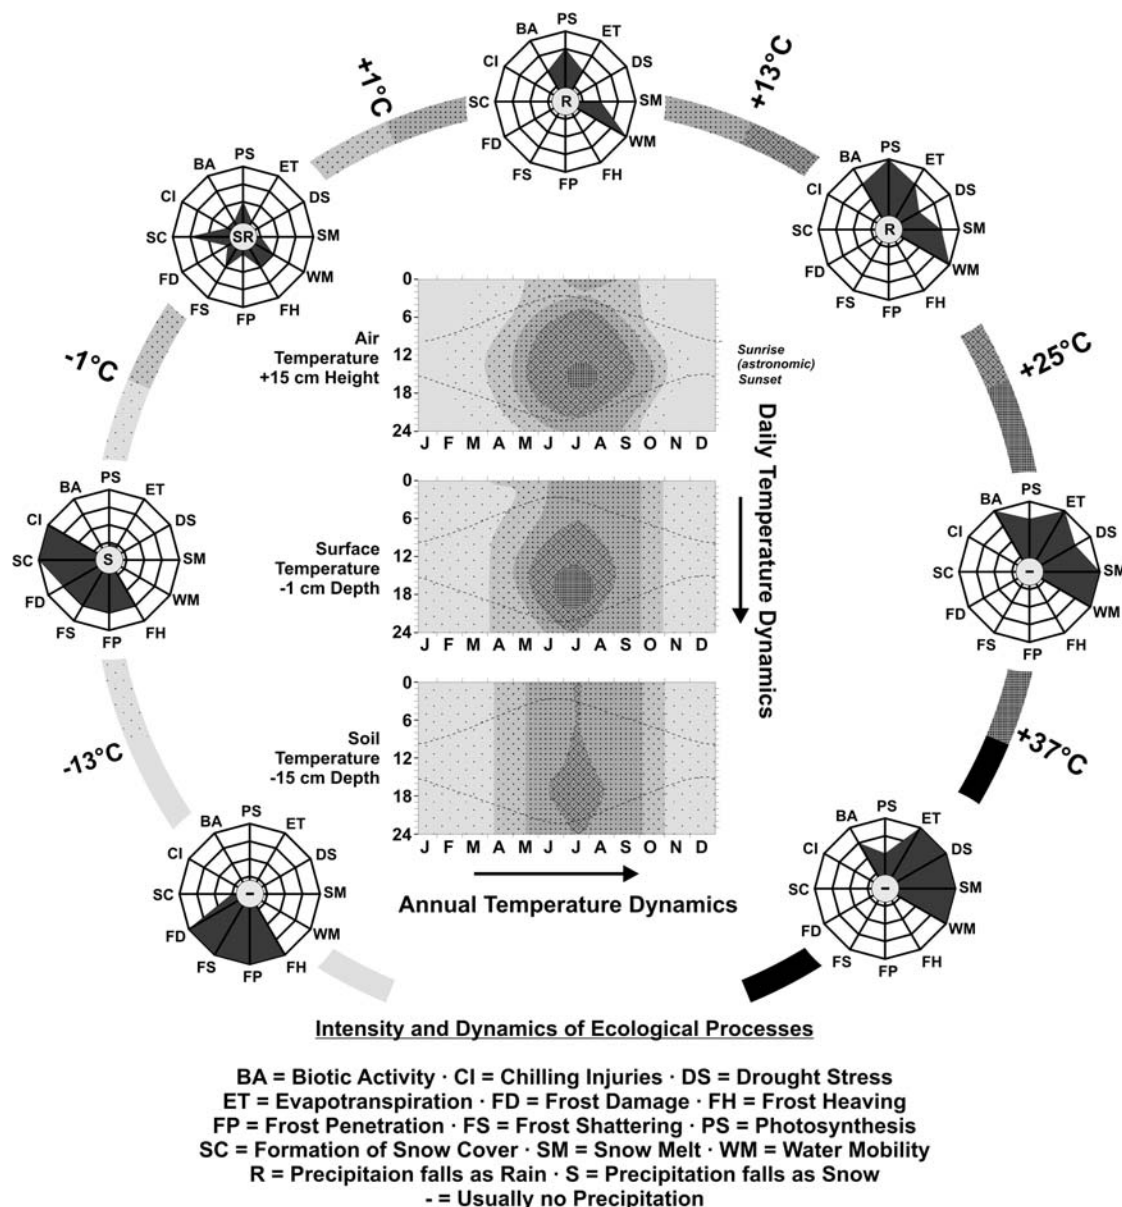 PS
BA ET
CI DS
SC R SM
FD WM
FS FH
FP
+1°C
+13°C
PS
BA ET
CI DS
SC SR SM
FD WM
FS FH
FP
PS
BA ET
CI DS
SC R SM
FD WM
FS FH
FP
-1°C
+25°C
Air
Temperature
+15 cm Height
0
6
12
18
24
J F M A M J J A S O N D
Sunrise
(astronomic)
Sunset
Daily Temperature Dynamics
PS
BA ET
CI DS
SC S SM
FD WM
FS FH
FP
Surface
Temperature
-1 cm Depth
0
6
12
18
24
J F M A M J J A S O N D
PS
BA ET
CI DS
SC - SM
FD WM
FS FH
FP
-13°C
+37°C
Soil
Temperature
-15 cm Depth
0
6
12
18
24
J F M A M J J A S O N D
Annual Temperature Dynamics
PS
BA ET
CI DS
SC - SM
FD WM
FS FH
FP
PS
BA ET
CI DS
SC - SM
FD WM
FS FH
FP
Intensity and Dynamics of Ecological Processes
BA = Biotic Activity · CI = Chilling Injuries · DS = Drought Stress
ET = Evapotranspiration · FD = Frost Damage · FH = Frost Heaving
FP = Frost Penetration · FS = Frost Shattering · PS = Photosynthesis
SC = Formation of Snow Cover · SM = Snow Melt · WM = Water Mobility
R = Precipitaion falls as Rain · S = Precipitation falls as Snow
- = Usually no Precipitation